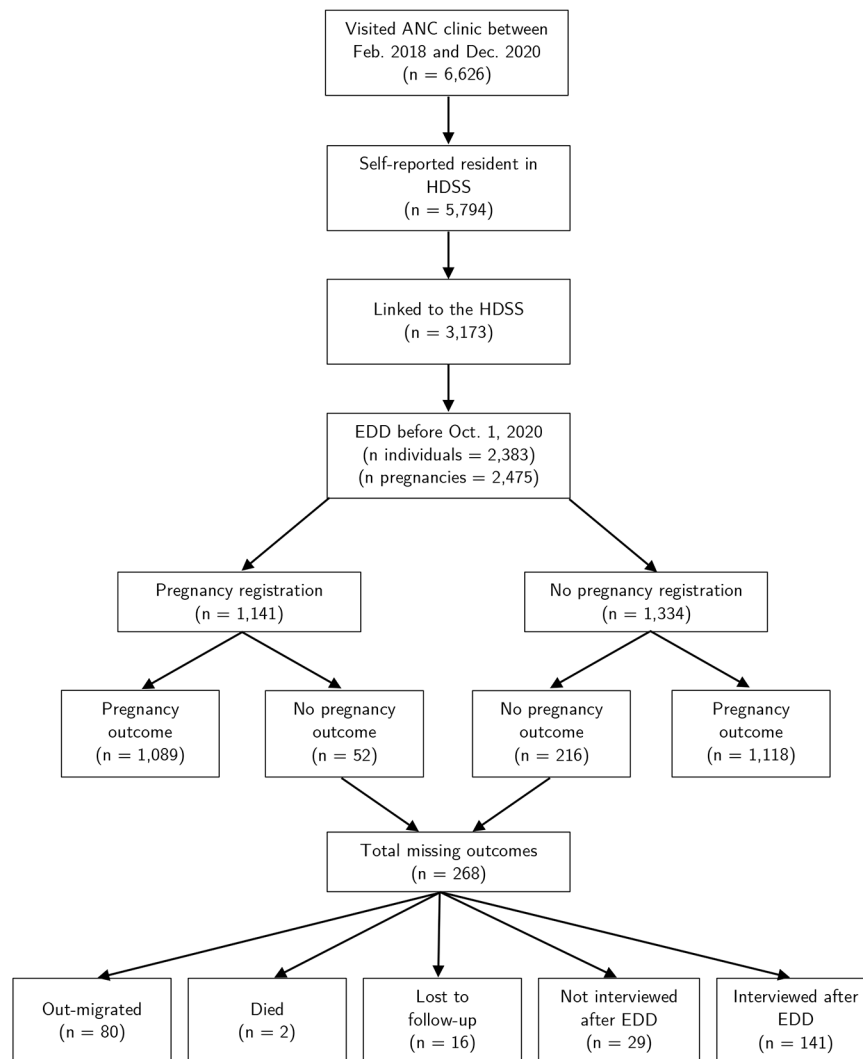 Visited ANC clinic between
Feb. 2018 and Dec. 2020
(n = 6,626)
Self-reported resident in
HDSS
(n = 5,794)
Linked to the HDSS
(n = 3,173)
EDD before Oct. 1, 2020
(n individuals = 2,383)
(n pregnancies = 2,475)
Pregnancy registration
(n = 1,141)
No pregnancy registration
(n = 1,334)
Pregnancy
outcome
(n = 1,089)
No pregnancy
outcome
(n = 52)
No pregnancy
outcome
(n = 216)
Pregnancy
outcome
(n = 1,118)
Total missing outcomes
(n = 268)
Out-migrated
(n = 80)
Died
(n = 2)
Lost to
follow-up
(n = 16)
Not interviewed
after EDD
(n = 29)
Interviewed after
EDD
(n = 141)